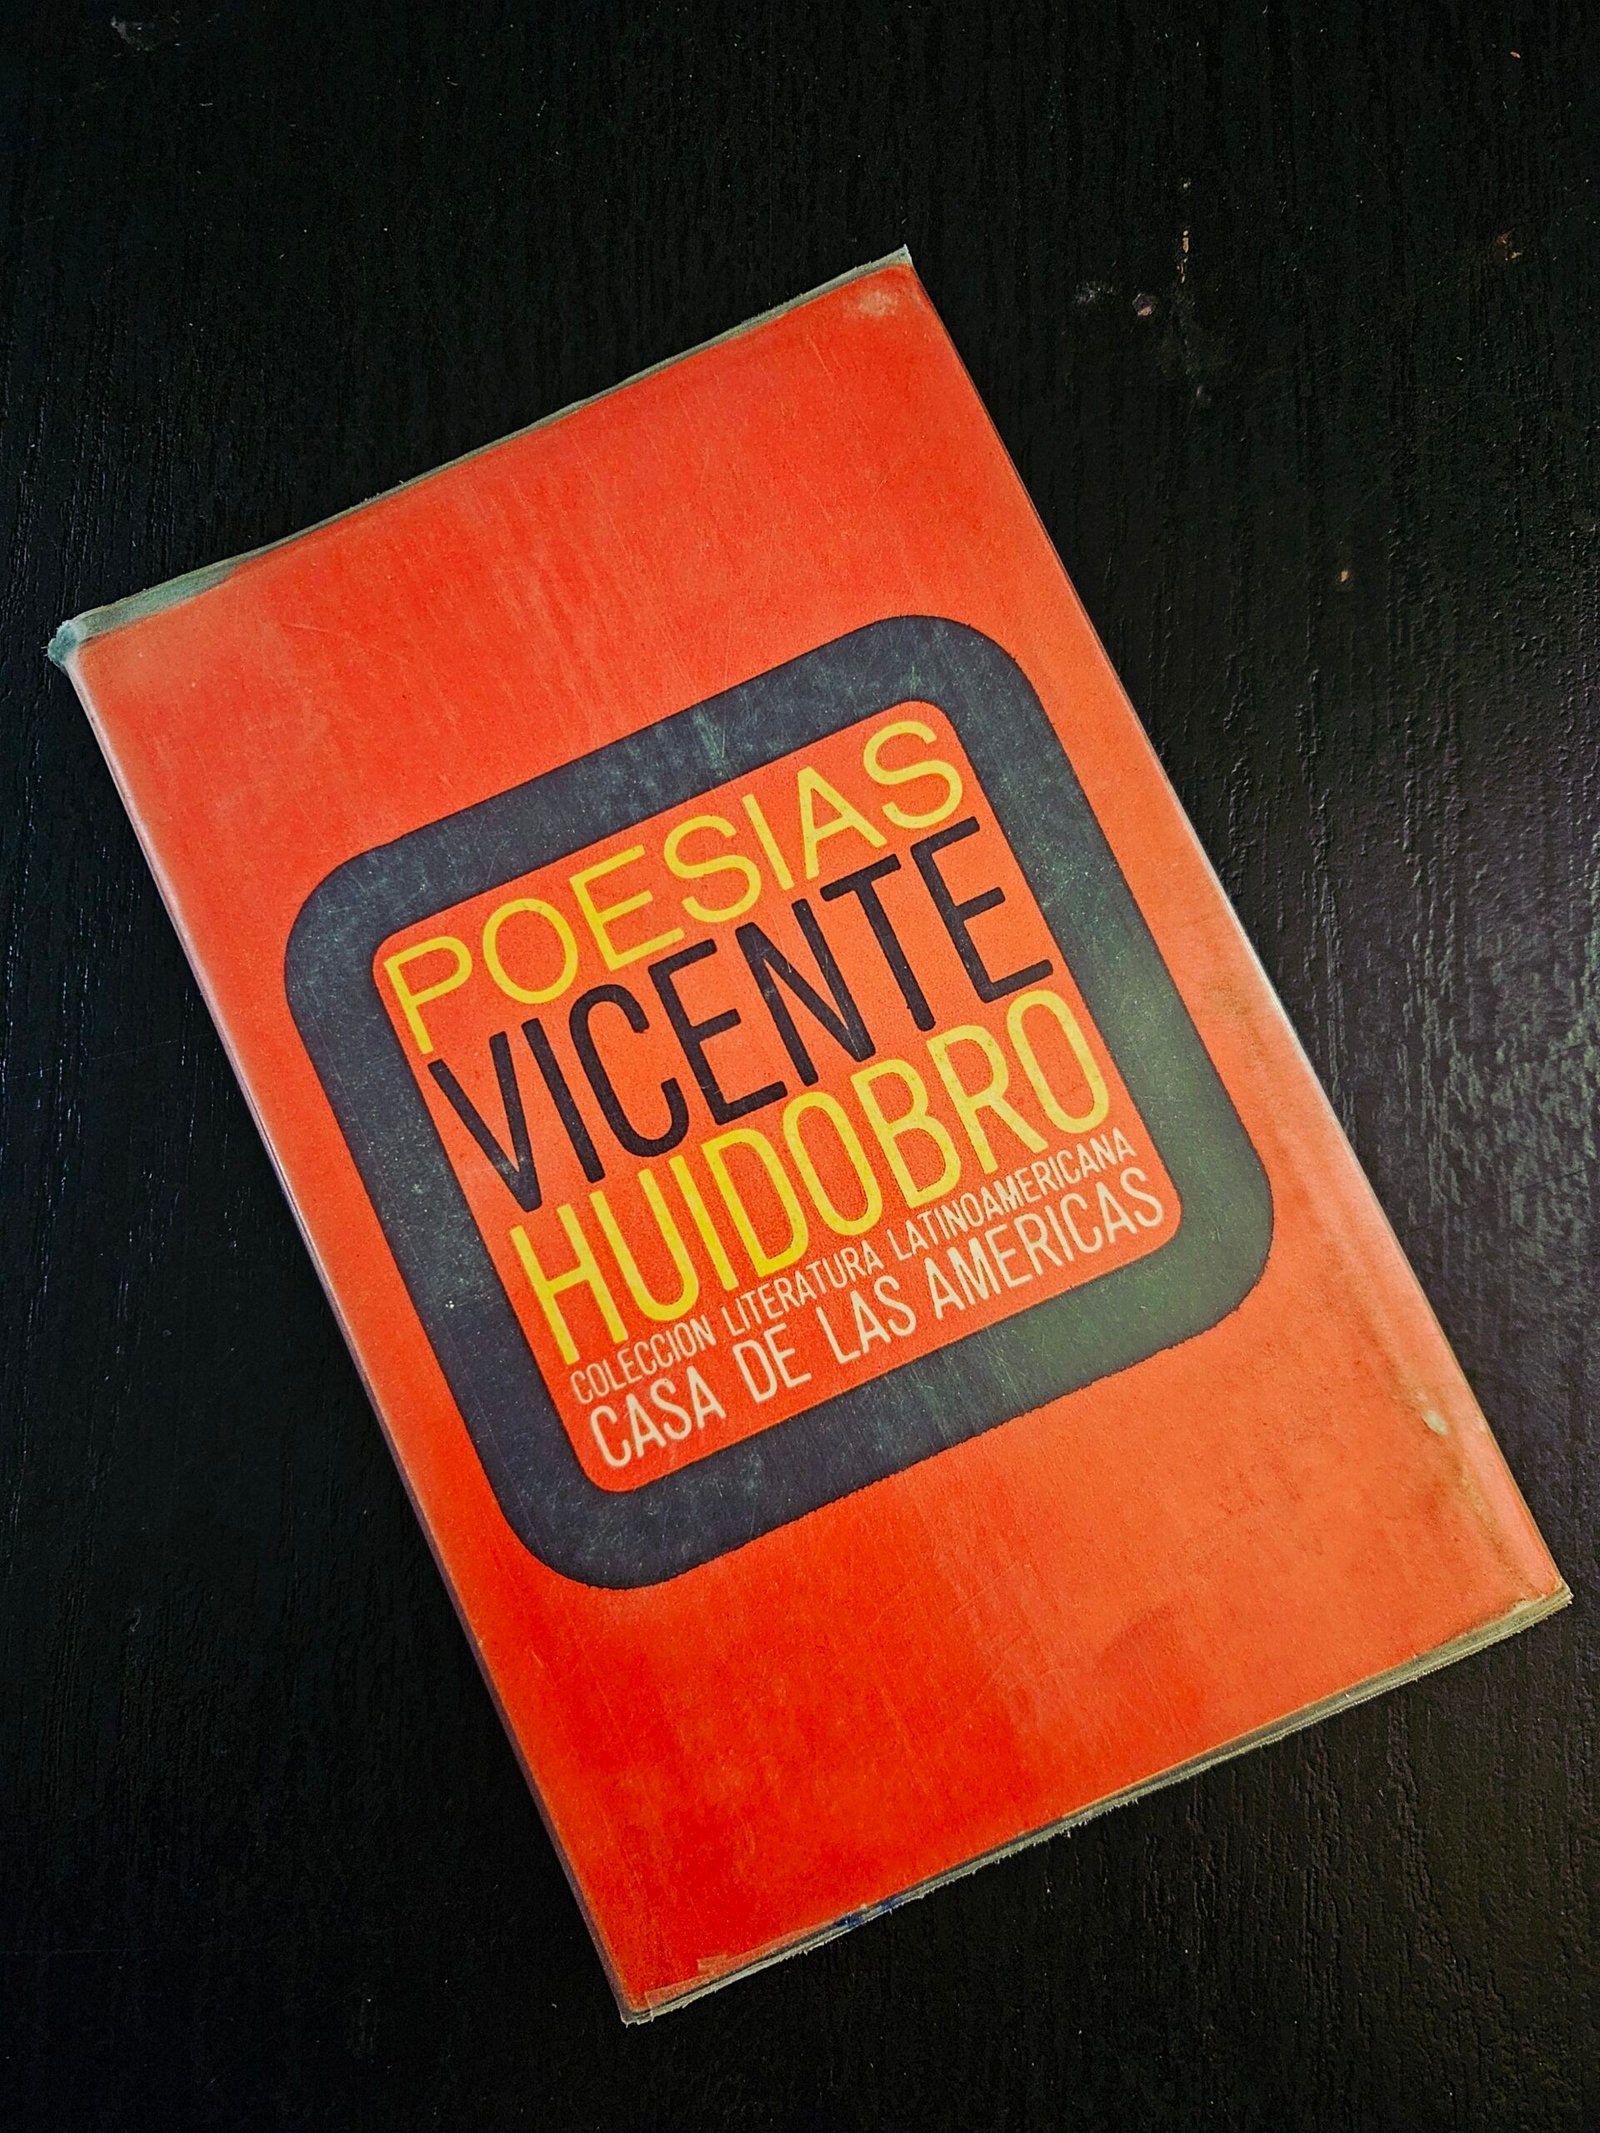 POESIAS
VICENTE
HUIDOBRO
COLECCION LITERATURA LATINOAMERICANA
CASA DE LAS AMERICAS